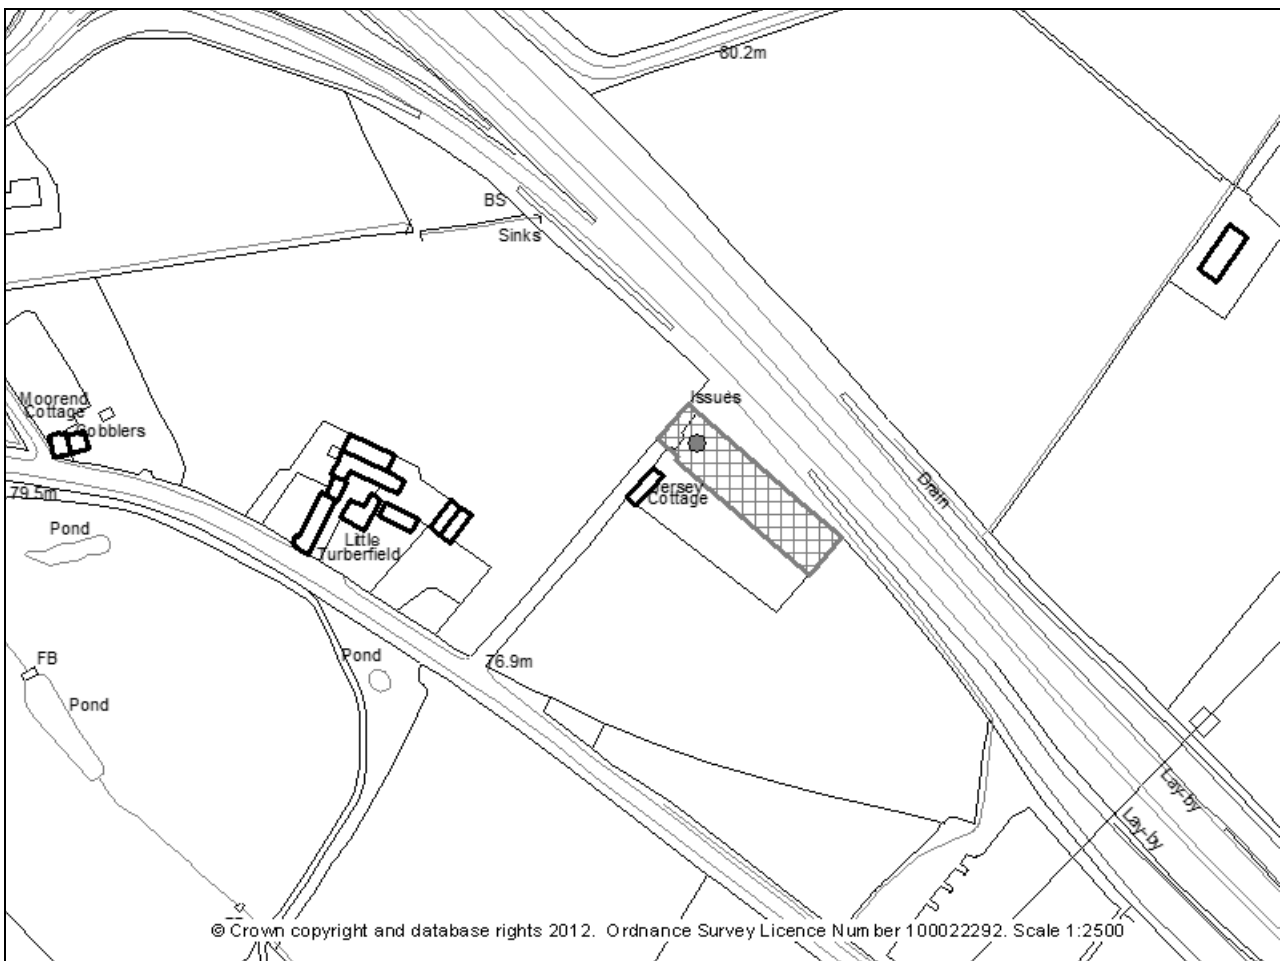 80.2m
BS
Sinks
Issues
Moorend
Cottage
Cobblers
79.5m
Jersey
Cottage
Drain
Pond
Little
Turberfield
FB
Pond
76.9m
Pond
Lay-by
Lay-by
© Crown copyright and database rights 2012. Ordnance Survey Licence Number 100022292. Scale 1:2500